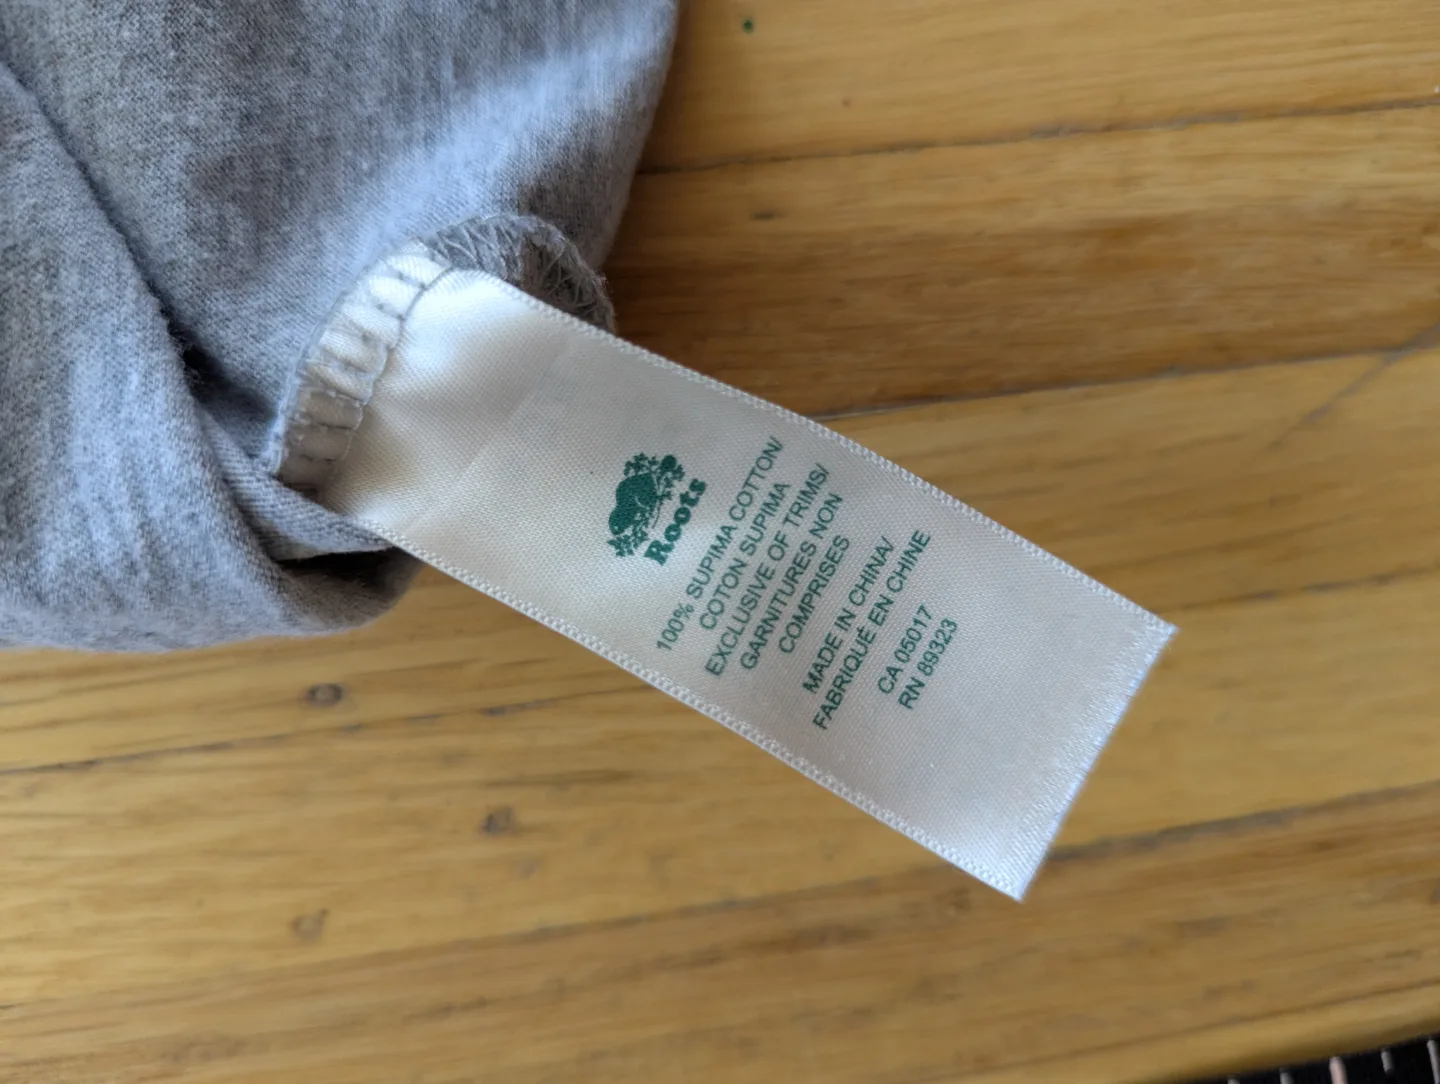 Roots
100% SUPIMA COTTON/
COTON SUPIMA
EXCLUSIVE OF TRIMS/
GARNITURES NON
COMPRISES
MADE IN CHINA/
FABRIQUÉ EN CHINE
CA 05017
RN 89323